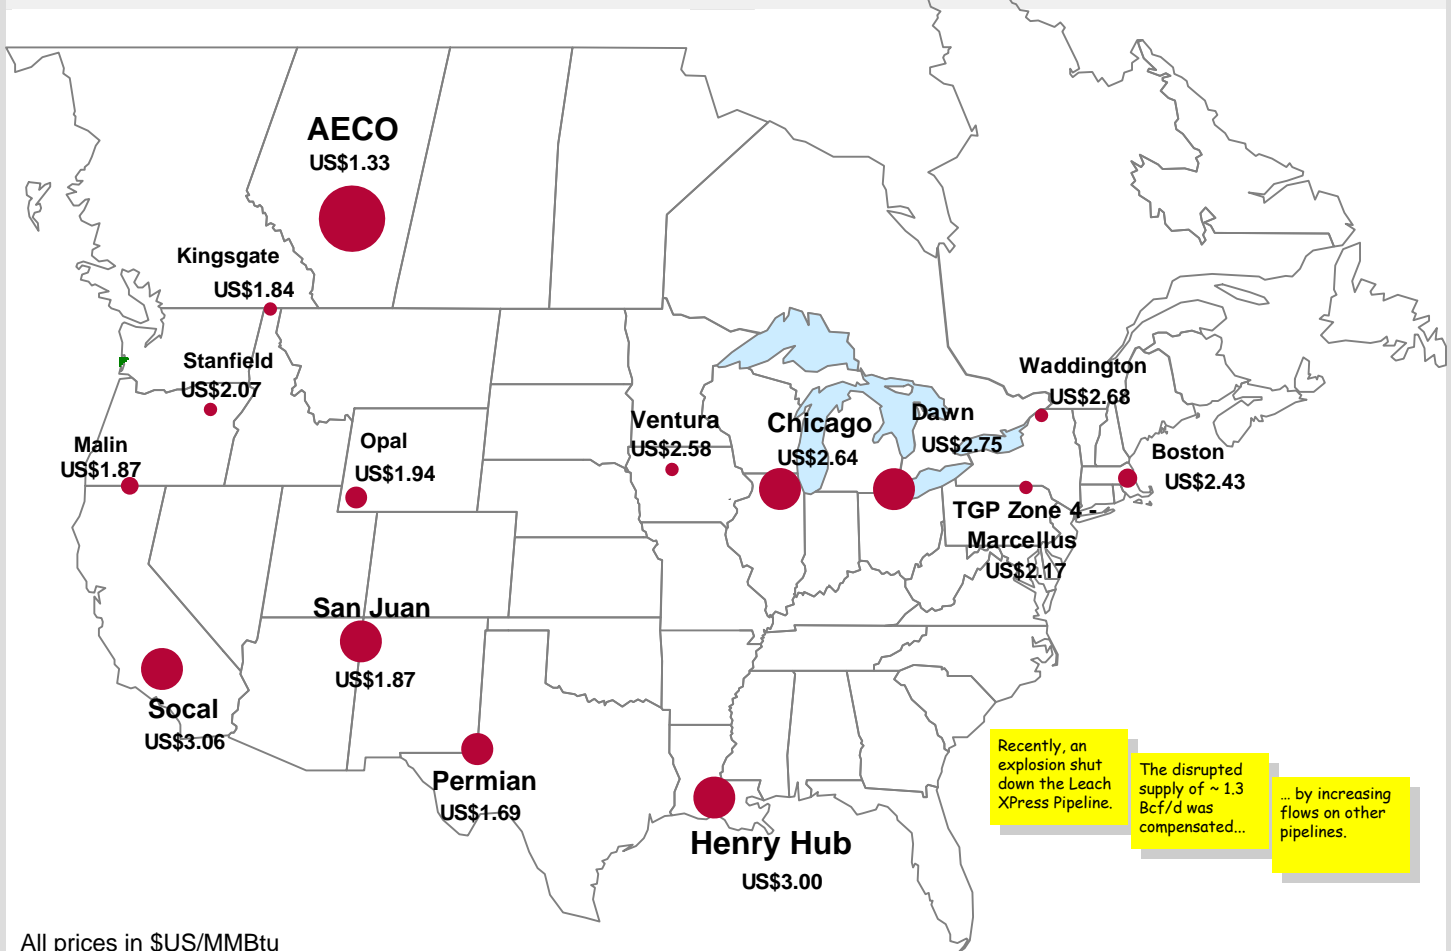 AECO
US$1.33
Kingsgate
US$1.84
Stanfield
US$2.07
Malin
US$1.87
Opal
US$1.94
Ventura
US$2.58
Chicago
US$2.64
Dawn
US$2.75
Waddington
US$2.68
Boston
US$2.43
TGP Zone 4 -
Marcellus
US$2.17
San Juan
US$1.87
Socal
US$3.06
Permian
US$1.69
Henry Hub
US$3.00
Recently, an
explosion shut
down the Leach
XPress Pipeline.
The disrupted
supply of ~ 1.3
Bcf/d was
compensated...
... by increasing
flows on other
pipelines.
All prices in $US/MMBtu